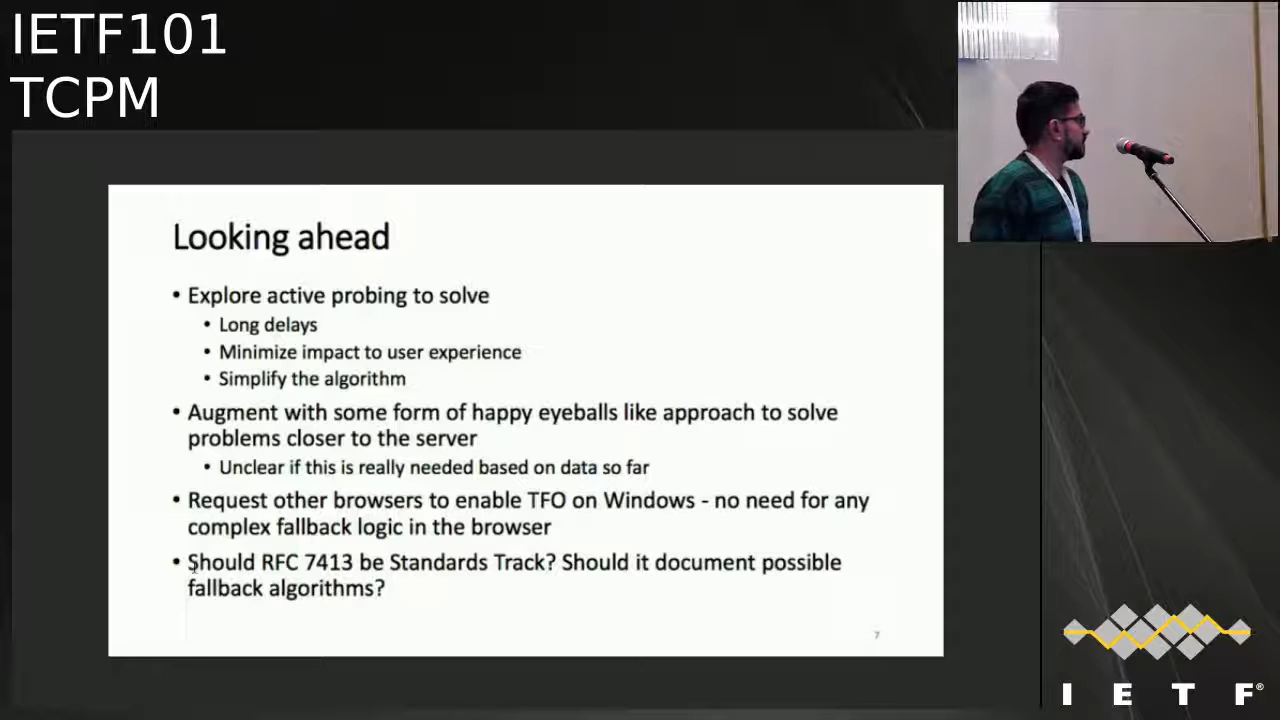 IETF101
TCPM
Looking ahead
• Explore active probing to solve
• Long delays
• Minimize impact to user experience
• Simplify the algorithm
• Augment with some form of happy eyeballs like approach to solve
problems closer to the server
• Unclear if this is really needed based on data so far
• Request other browsers to enable TFO on Windows - no need for any
complex fallback logic in the browser
• Should RFC 7413 be Standards Track? Should it document possible
fallback algorithms?
7
I E T F®